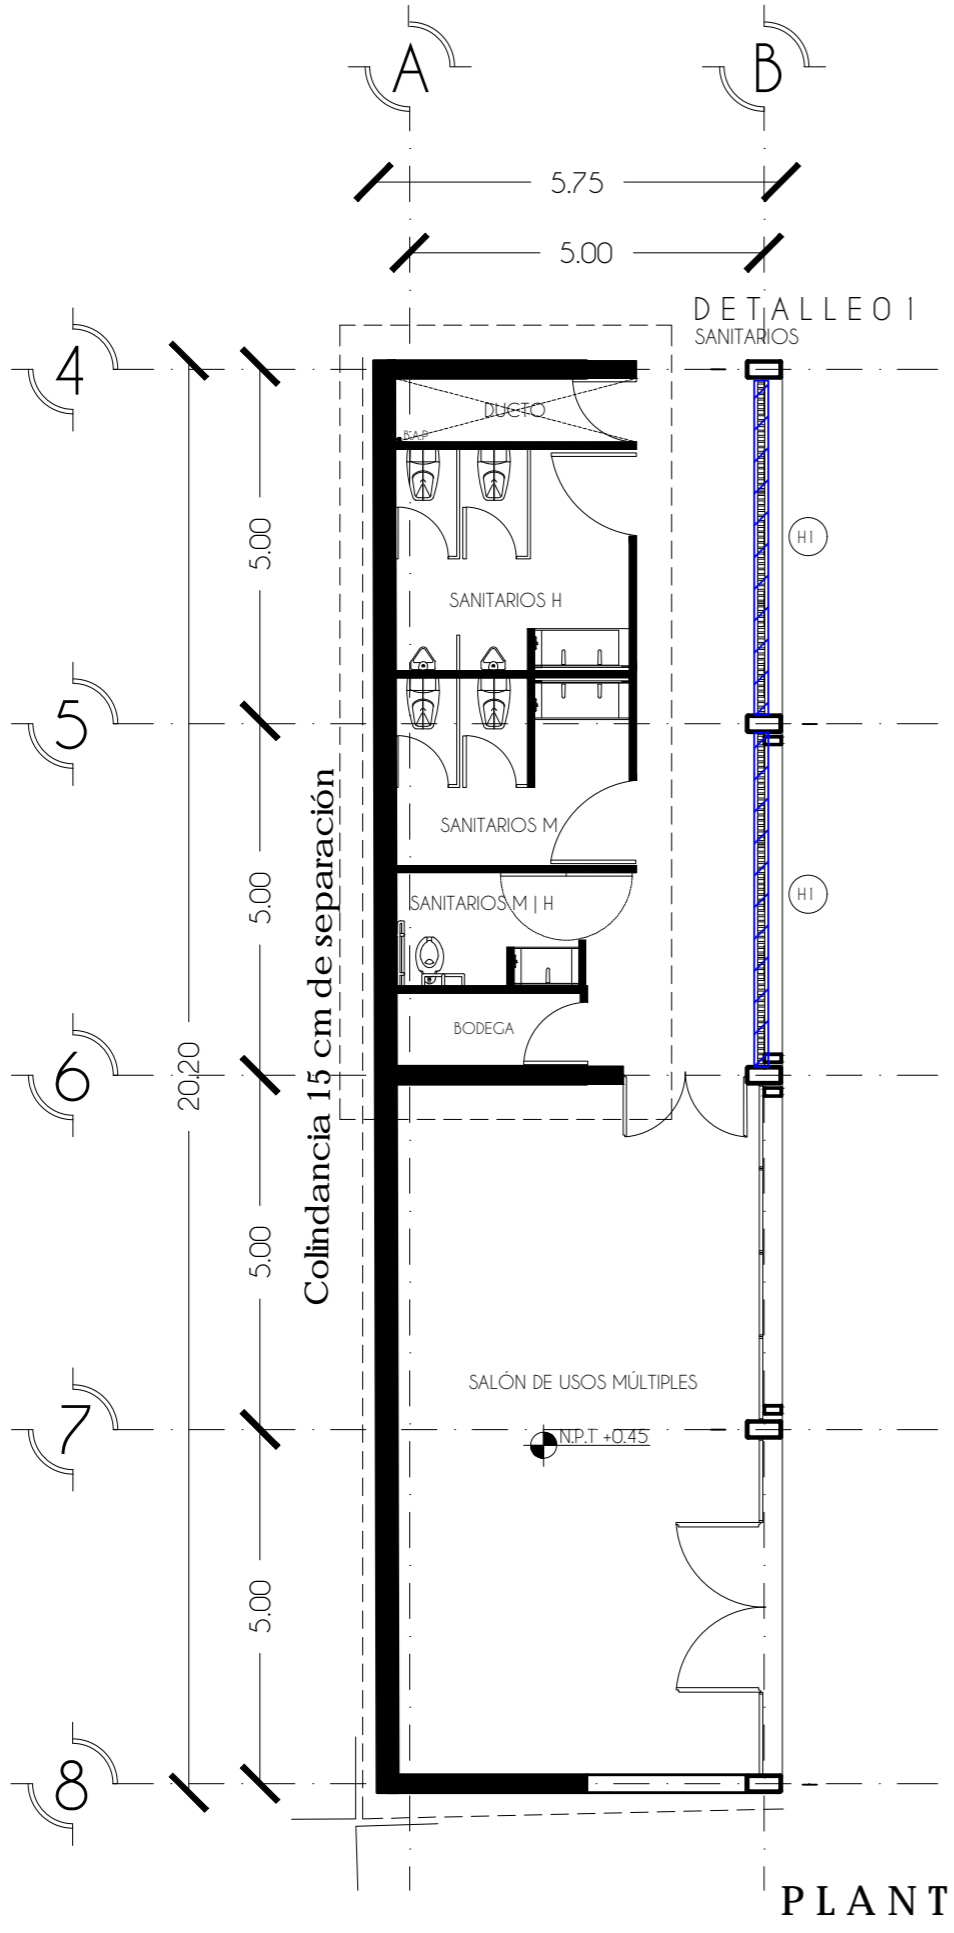 A
B
5.75
5.00
DETALLE01
SANITARIOS
4
DUCTO
B.A.P
5.00
H1
SANITARIOS H
5
SANITARIOS M
5.00
H1
SANITARIOS M | H
Colindancia 15 cm de separación
BODEGA
6
20.20
5.00
SALÓN DE USOS MÚLTIPLES
7
N.P.T +0.45
5.00
8
PLANT